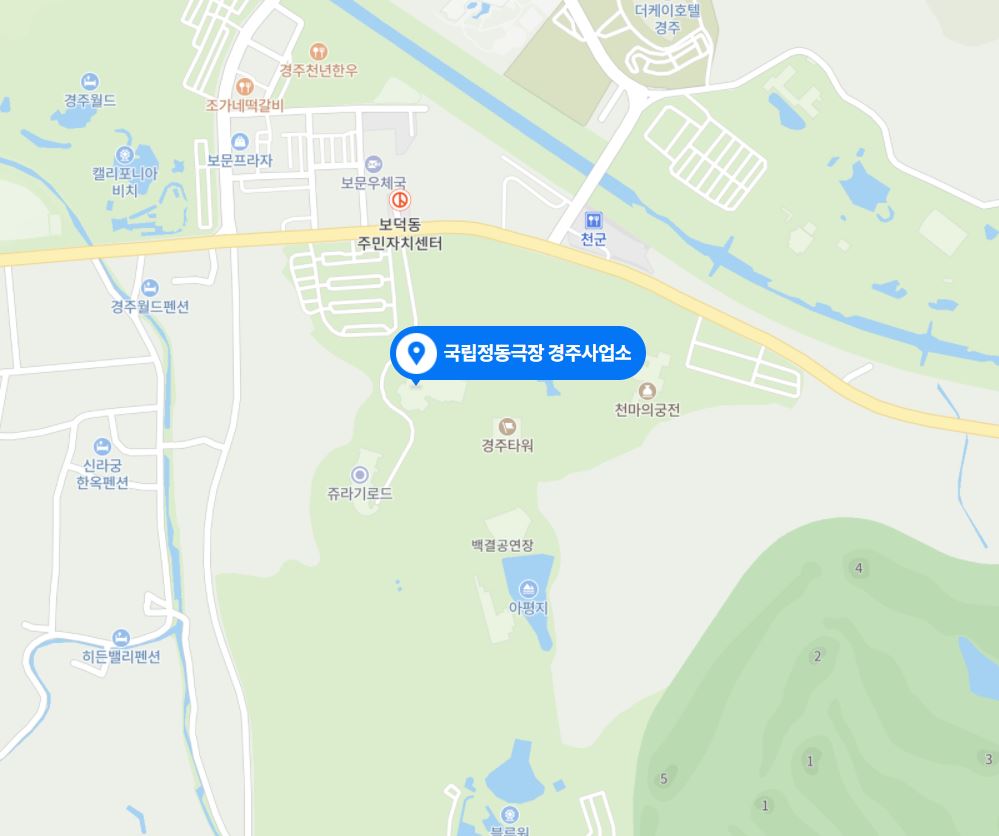 더케이호텔
경주
경주천년한우
경주월드
조가네떡갈비
보문프라자
캘리포니아
비치
보문우체국
보덕동
주민자치센터
천군
경주월드펜션
국립정동극장 경주사업소
천마의궁전
경주타워
신라궁
한옥펜션
쥬라기로드
백결공연장
4
아평지
히든밸리펜션
2
1
3
5
1
블루원